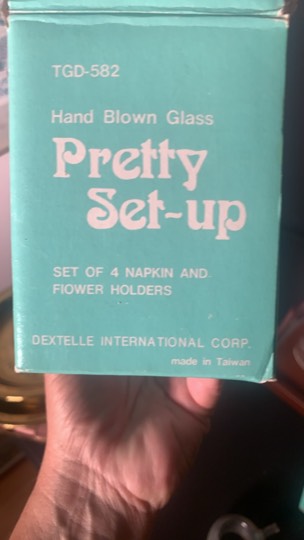 TGD-582
Hand Blown Glass
Pretty
Set-up
SET OF 4 NAPKIN AND
FIOWER HOLDERS
DEXTELLE INTERNATIONAL CORP.
made in Taiwan